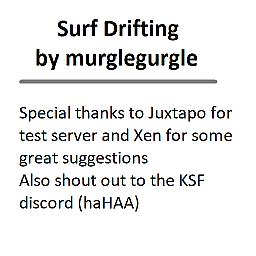 Surf Drifting
by murglegurgle
Special thanks to Juxtapo for
test server and Xen for some
great suggestions
Also shout out to the KSF
discord (haHAA)